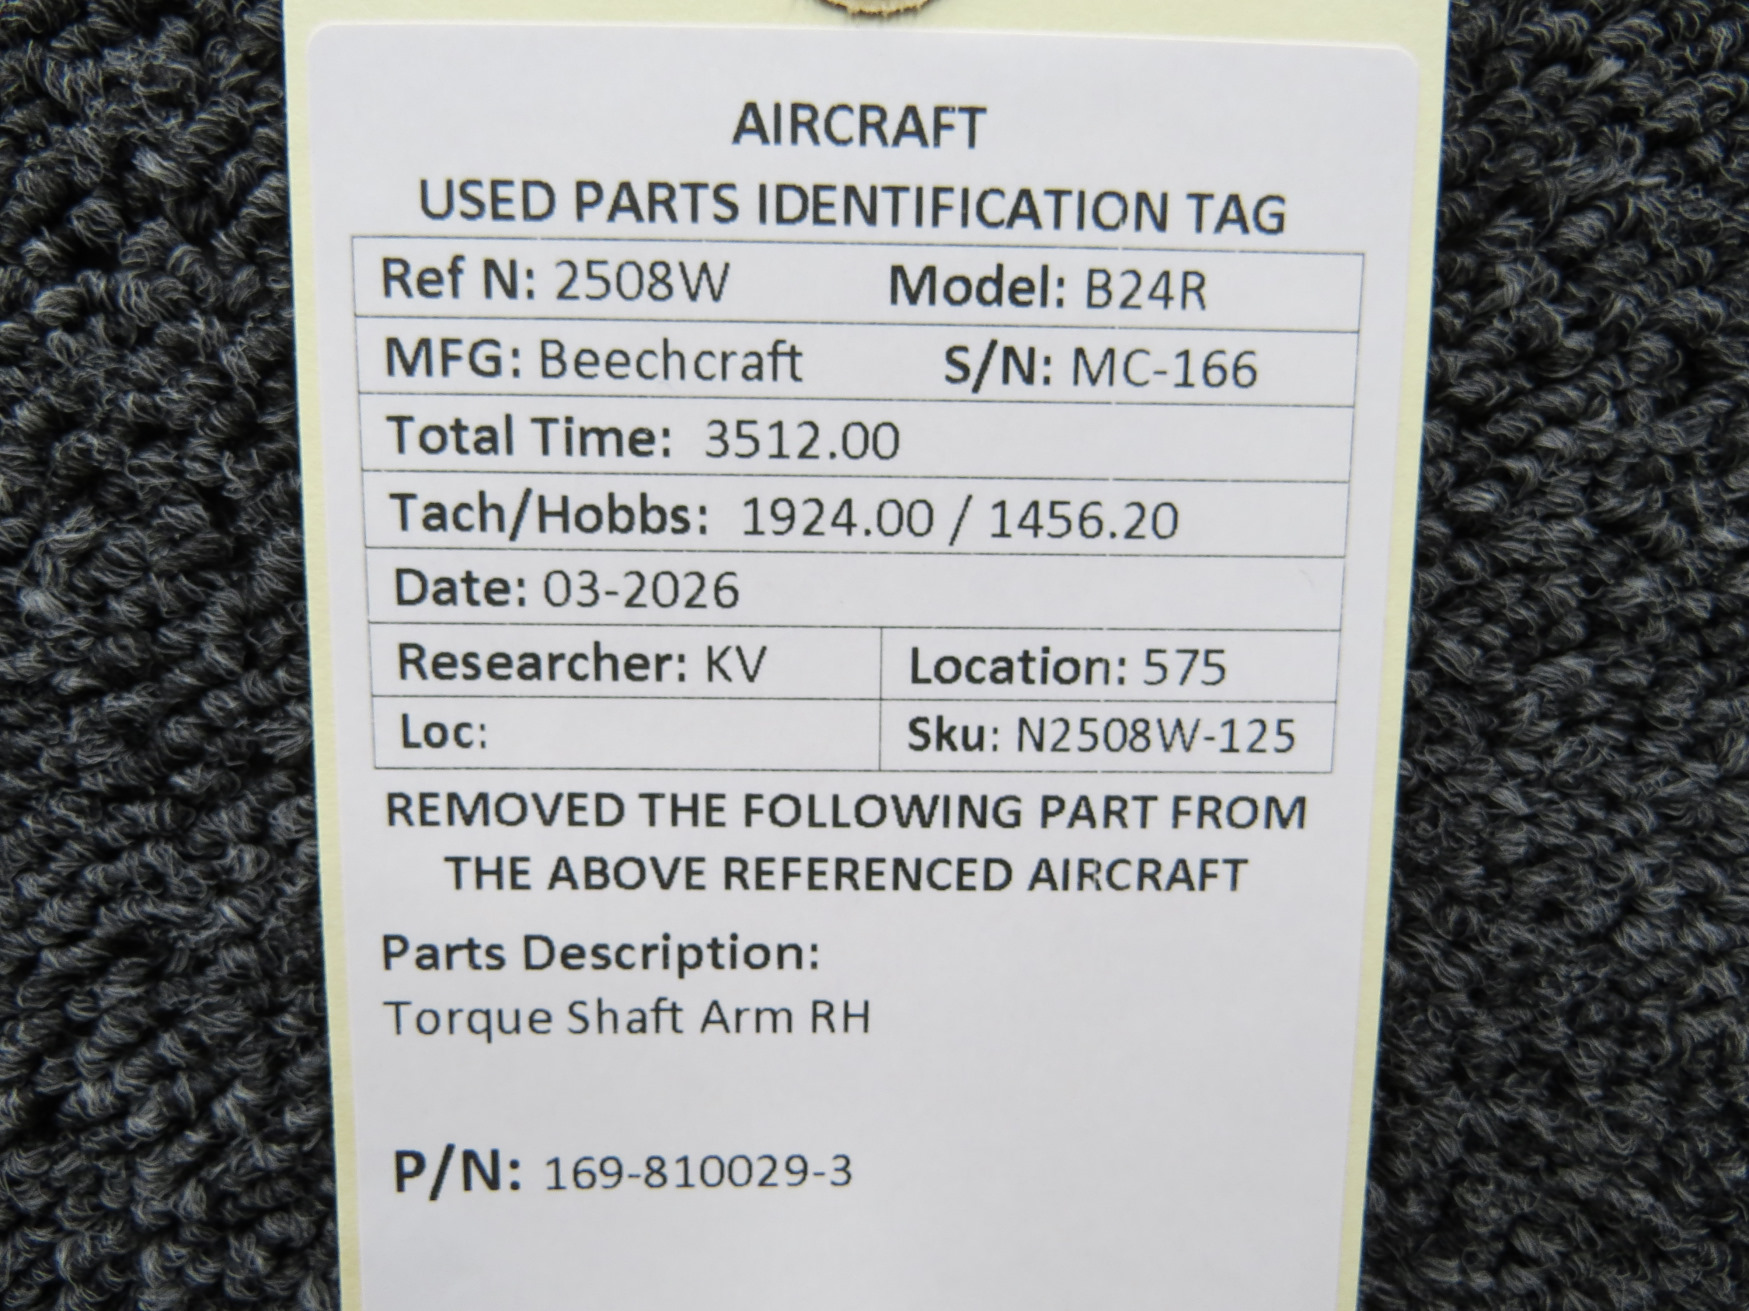 AIRCRAFT
USED PARTS IDENTIFICATION TAG
Ref N: 2508W Model: B24R
MFG: Beechcraft S/N: MC-166
Total Time: 3512.00
Tach/Hobbs: 1924.00 / 1456.20
Date: 03-2026
Researcher: KV Location: 575
Loc: Sku: N2508W-125
REMOVED THE FOLLOWING PART FROM
THE ABOVE REFERENCED AIRCRAFT
Parts Description:
Torque Shaft Arm RH
P/N: 169-810029-3